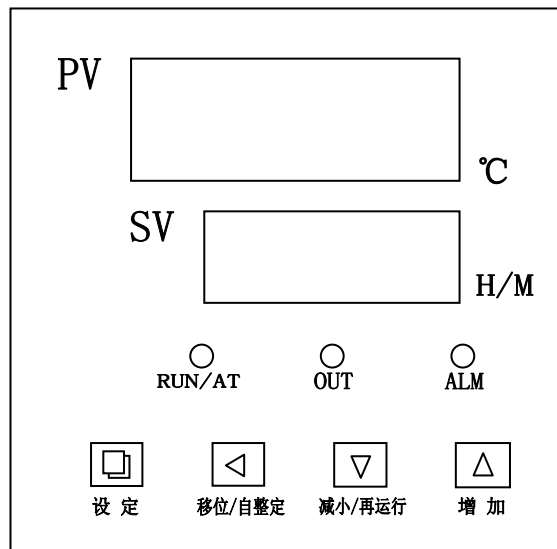 PV
℃
SV
H/M
RUN/AT OUT ALM
设 定 移位/自整定 减小/再运行 增 加